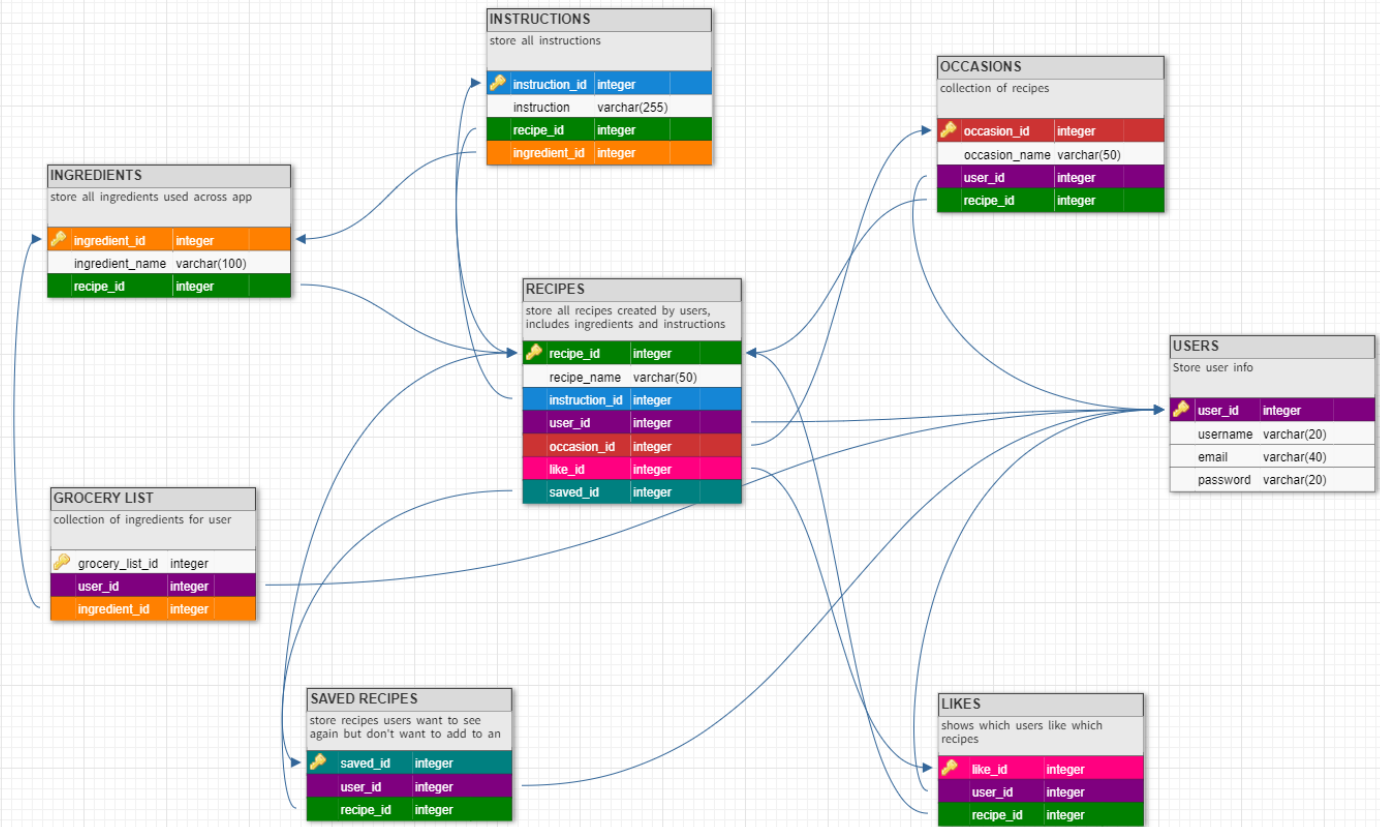 INSTRUCTIONS
store all instructions
instruction_id integer
instruction varchar(255)
recipe_id integer
ingredient_id integer
OCCASIONS
collection of recipes
occasion_id integer
occasion_name varchar(50)
user_id integer
recipe_id integer
INGREDIENTS
store all ingredients used across app
ingredient_id integer
ingredient_name varchar(100)
recipe_id integer
RECIPES
store all recipes created by users,
includes ingredients and instructions
recipe_id integer
recipe_name varchar(50)
instruction_id integer
user_id integer
occasion_id integer
like_id integer
saved_id integer
USERS
Store user info
user_id integer
username varchar(20)
email varchar(40)
password varchar(20)
GROCERY LIST
collection of ingredients for user
grocery_list_id integer
user_id integer
ingredient_id integer
SAVED RECIPES
store recipes users want to see
again but don't want to add to an
saved_id integer
user_id integer
recipe_id integer
LIKES
shows which users like which
recipes
like_id integer
user_id integer
recipe_id integer